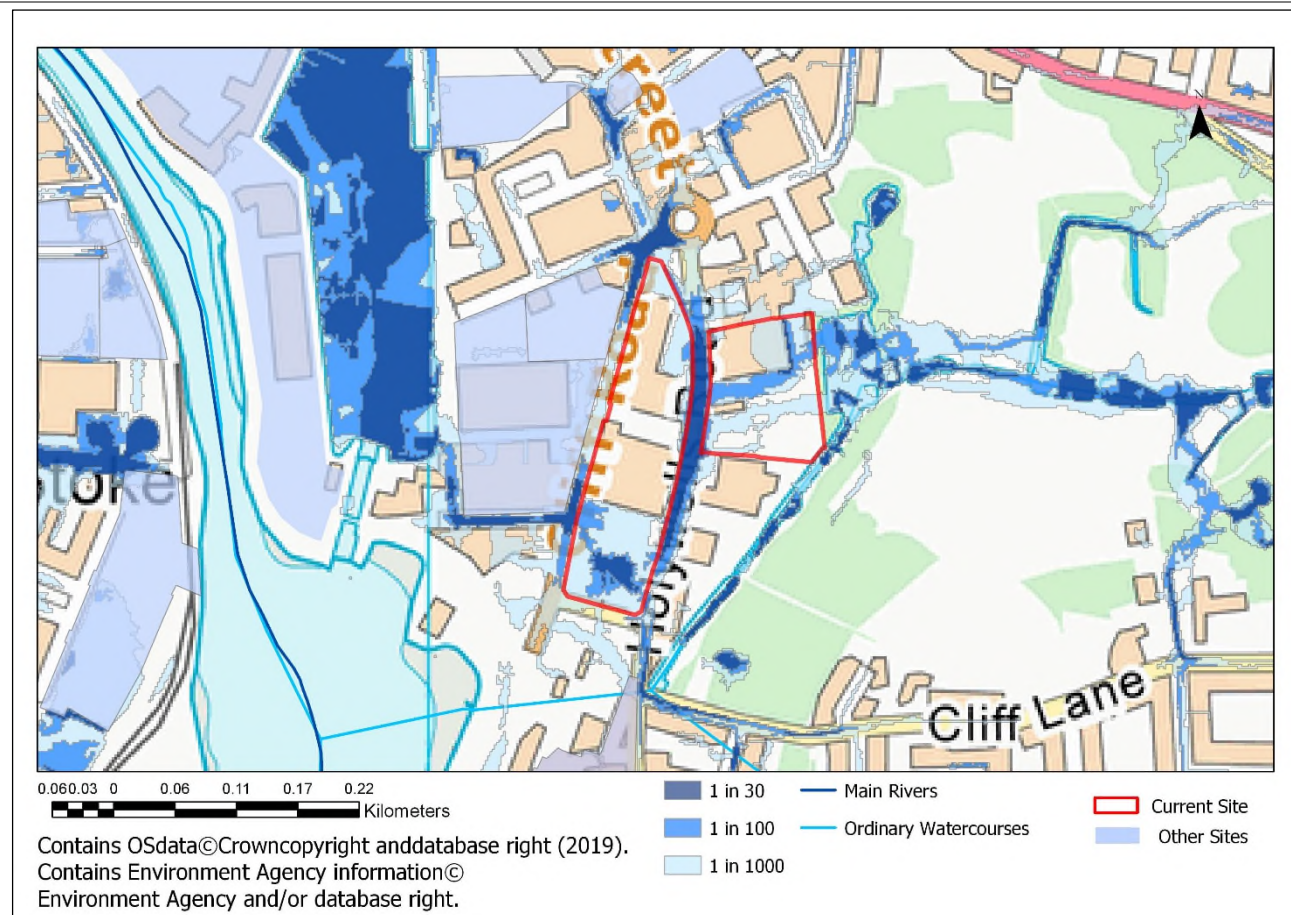 reet
N
toke
Cliff Lane
0.060.03 0 0.06 0.11 0.17 0.22
Kilometers
1 in 30
1 in 100
1 in 1000
Main Rivers
Ordinary Watercourses
Current Site
Other Sites
Contains OSdata©Crowncopyright anddatabase right (2019).
Contains Environment Agency information©
Environment Agency and/or database right.